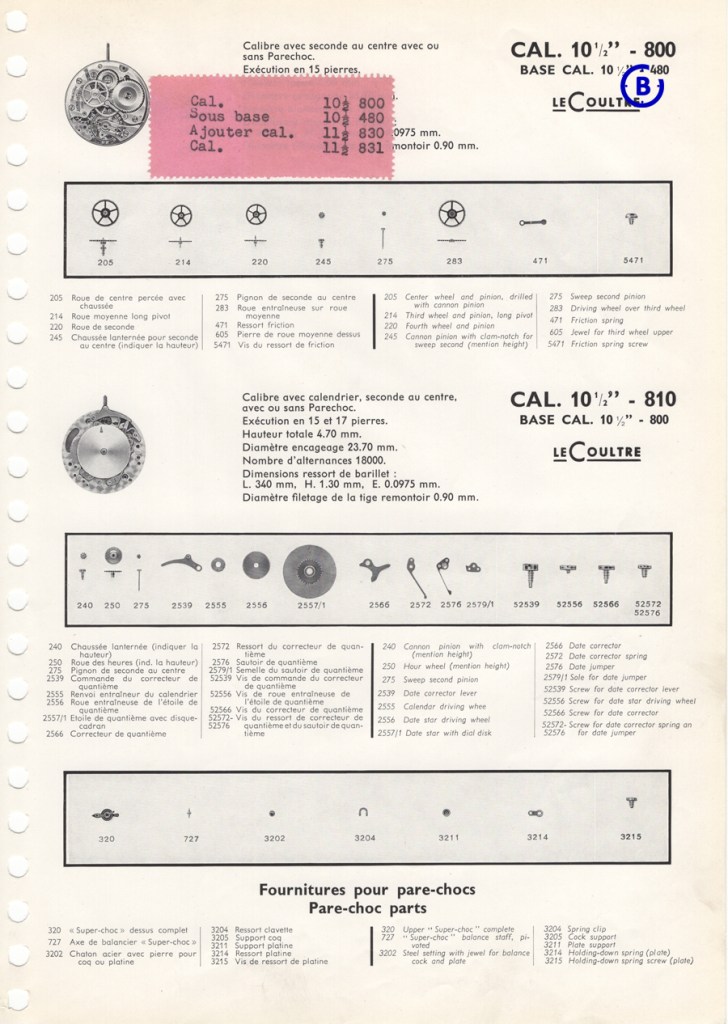 Calibre avec seconde au centre avec ou
sans Parechoc.
Exécution en 15 pierres.
CAL. 10 ½'' - 800
BASE CAL. 10 ½'' - 480
B
LECOULTRE
Cal. 10½ 800
Sous base 10½ 480
Ajouter cal. 11½ 830
Cal. 11½ 831
0975 mm.
montoir 0.90 mm.
205 214 220 245 275 283 471 5471
205 Roue de centre percée avec
chaussée
214 Roue moyenne long pivot
220 Roue de seconde
245 Chaussée lanternée pour seconde
au centre (indiquer la hauteur)
275 Pignon de seconde au centre
283 Roue entraîneuse sur roue
moyenne
471 Ressort friction
605 Pierre de roue moyenne dessus
5471 Vis du ressort de friction
205 Center wheel and pinion, drilled
with cannon pinion
214 Third wheel and pinion, long pivot
220 Fourth wheel and pinion
245 Cannon pinion with clam-notch for
sweep second (mention height)
275 Sweep second pinion
283 Driving wheel over third wheel
471 Friction spring
605 Jewel for third wheel upper
5471 Friction spring screw
Calibre avec calendrier, seconde au centre,
avec ou sans Parechoc.
Exécution en 15 et 17 pierres.
Hauteur totale 4.70 mm.
Diamètre encageage 23.70 mm.
Nombre d'alternances 18000.
Dimensions ressort de barillet :
L. 340 mm, H. 1.30 mm, E. 0.0975 mm.
Diamètre filetage de la tige remontoir 0.90 mm.
CAL. 10 ½'' - 810
BASE CAL. 10 ½'' - 800
LECOULTRE
240 250 275 2539 2555 2556 2557/1 2566 2572 2576 2579/1 52539 52556 52566 52572
52576
240 Chaussée lanternée (indiquer la
hauteur)
250 Roue des heures (ind. la hauteur)
275 Pignon de seconde au centre
2539 Commande du correcteur de
quantième
2555 Renvoi entraîneur du calendrier
2556 Roue entraîneuse de l'étoile de
quantième
2557/1 Etoile de quantième avec disque-
cadran
2566 Correcteur de quantième
2572 Ressort du correcteur de quan-
tième
2576 Sautoir de quantième
2579/1 Semelle du sautoir de quantième
52539 Vis de commande du correcteur
de quantième
52556 Vis de roue entraîneuse de
l'étoile de quantième
52566 Vis du correcteur de quantième
52572- Vis du ressort de correcteur de
52576 quantième et du sautoir de quan-
tième
240 Cannon pinion with clam-notch
(mention height)
250 Hour wheel (mention height)
275 Sweep second pinion
2539 Date corrector lever
2555 Calendar driving whee
2556 Date star driving wheel
2557/1 Date star with dial disk
2566 Date corrector
2572 Date corrector spring
2576 Date jumper
2579/1 Sole for date jumper
52539 Screw for date corrector lever
52556 Screw for date star driving wheel
52566 Screw for date corrector
52572- Screw for date corrector spring an
52576 for date jumper
320 727 3202 3204 3211 3214 3215
Fournitures pour pare-chocs
Pare-choc parts
320 « Super-choc » dessus complet
727 Axe de balancier « Super-choc »
3202 Chaton acier avec pierre pour
coq ou platine
3204 Ressort clavette
3205 Support coq
3211 Support platine
3214 Ressort platine
3215 Vis de ressort de platine
320 Upper "Super-choc" complete
727 "Super-choc" balance staff, pi-
voted
3202 Steel setting with jewel for balance
cock and plate
3204 Spring clip
3205 Cock support
3211 Plate support
3214 Holding-down spring (plate)
3215 Holding-down spring screw (plate)